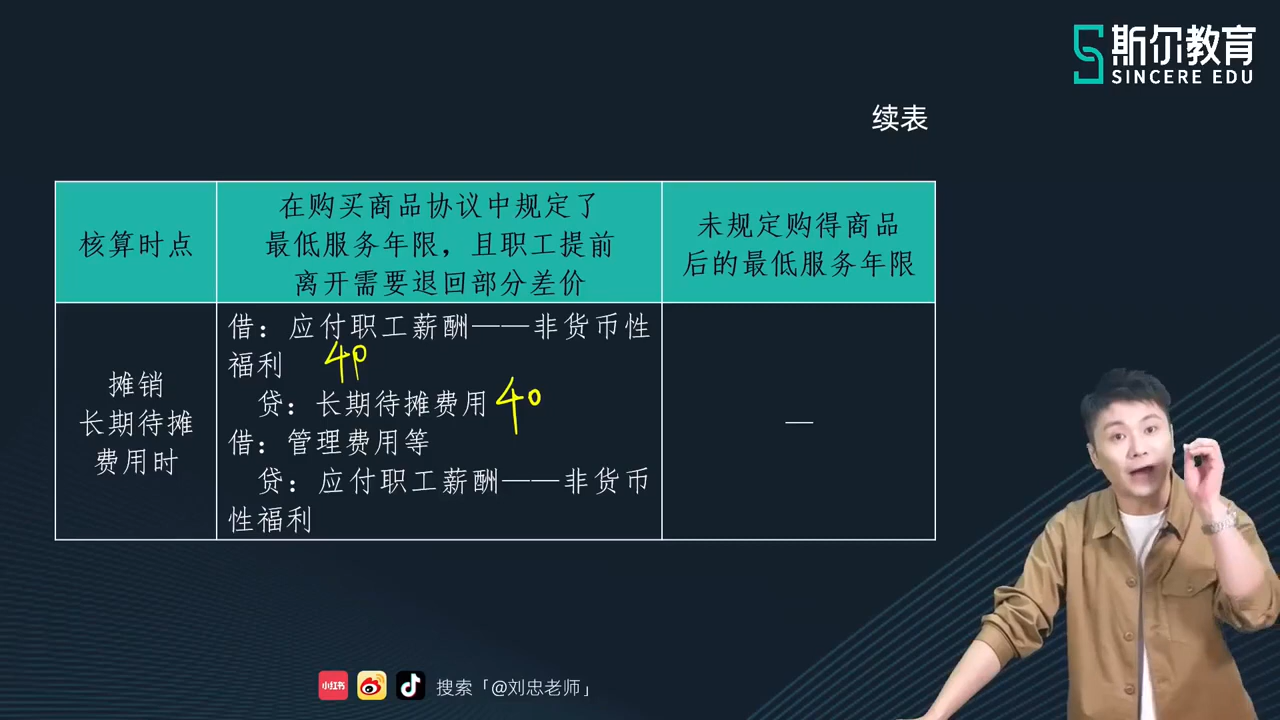 斯尔教育
SINCERE EDU
续表
核算时点
在购买商品协议中规定了
最低服务年限，且职工提前
离开需要退回部分差价
未规定购得商品
后的最低服务年限
摊销
长期待摊
费用时
借：应付职工薪酬——非货币性
福利 40
贷：长期待摊费用 40
借：管理费用等
贷：应付职工薪酬——非货币
性福利
—
小红书
搜索「@刘忠老师」